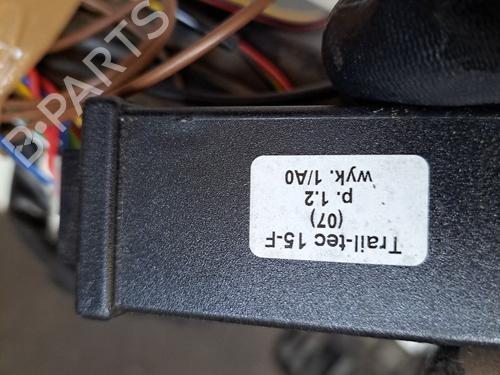 Trail-tec 15-F
(07)
p. 1.2
wyk. 1/A0
B-PARTS